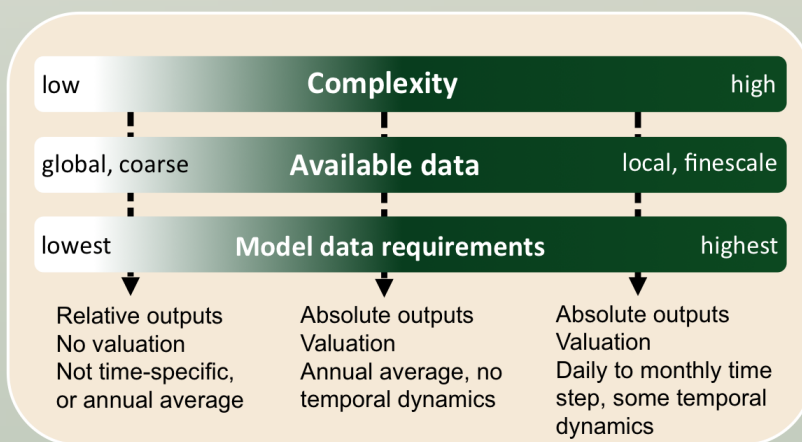 low Complexity high
global, coarse Available data local, finescale
lowest Model data requirements highest
Relative outputs
No valuation
Not time-specific,
or annual average
Absolute outputs
Valuation
Annual average, no
temporal dynamics
Absolute outputs
Valuation
Daily to monthly time
step, some temporal
dynamics